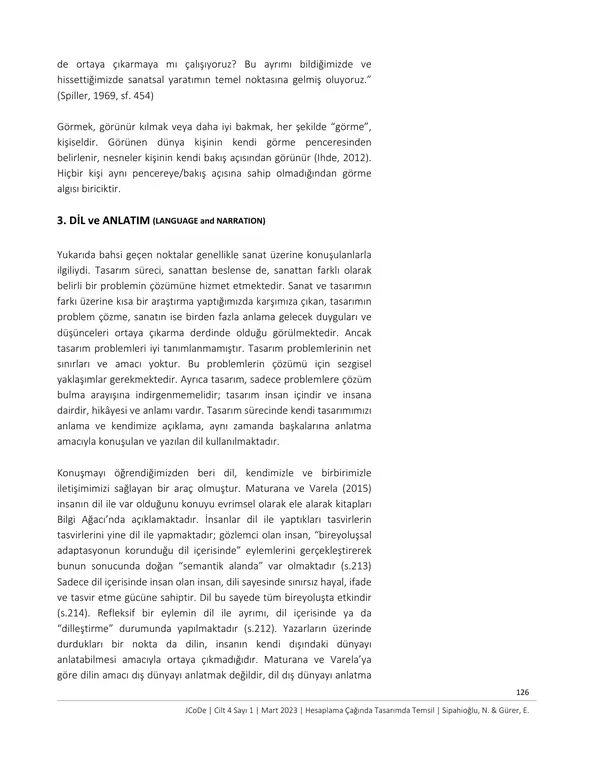 de ortaya çıkarmaya mı çalışıyoruz? Bu ayrımı bildiğimizde ve
hissettiğimizde sanatsal yaratımın temel noktasına gelmiş oluyoruz.”
(Spiller, 1969, sf. 454)
Görmek, görünür kılmak veya daha iyi bakmak, her şekilde “görme”,
kişiseldir. Görünen dünya kişinin kendi görme penceresinden
belirlenir, nesneler kişinin kendi bakış açısından görünür (Ihde, 2012).
Hiçbir kişi aynı pencereye/bakış açısına sahip olmadığından görme
algısı biriciktir.
3. DİL ve ANLATIM (LANGUAGE and NARRATION)
Yukarıda bahsi geçen noktalar genellikle sanat üzerine konuşulanlarla
ilgiliydi. Tasarım süreci, sanattan beslense de, sanattan farklı olarak
belirli bir problemin çözümüne hizmet etmektedir. Sanat ve tasarımın
farkı üzerine kısa bir araştırma yaptığımızda karşımıza çıkan, tasarımın
problem çözme, sanatın ise birden fazla anlama gelecek duyguları ve
düşünceleri ortaya çıkarma derdinde olduğu görülmektedir. Ancak
tasarım problemleri iyi tanımlanmamıştır. Tasarım problemlerinin net
sınırları ve amacı yoktur. Bu problemlerin çözümü için sezgisel
yaklaşımlar gerekmektedir. Ayrıca tasarım, sadece problemlere çözüm
bulma arayışına indirgenmemelidir; tasarım insan içindir ve insana
dairdir, hikâyesi ve anlamı vardır. Tasarım sürecinde kendi tasarımımızı
anlama ve kendimize açıklama, aynı zamanda başkalarına anlatma
amacıyla konuşulan ve yazılan dil kullanılmaktadır.
Konuşmayı öğrendiğimizden beri dil, kendimizle ve birbirimizle
iletişimimizi sağlayan bir araç olmuştur. Maturana ve Varela (2015)
insanın dil ile var olduğunu konuyu evrimsel olarak ele alarak kitapları
Bilgi Ağacı’nda açıklamaktadır. İnsanlar dil ile yaptıkları tasvirlerin
tasvirlerini yine dil ile yapmaktadır; gözlemci olan insan, “bireyoluşsal
adaptasyonun korunduğu dil içerisinde” eylemlerini gerçekleştirerek
bunun sonucunda doğan “semantik alanda” var olmaktadır (s.213)
Sadece dil içerisinde insan olan insan, dili sayesinde sınırsız hayal, ifade
ve tasvir etme gücüne sahiptir. Dil bu sayede tüm bireyoluşta etkindir
(s.214). Refleksif bir eylemin dil ile ayrımı, dil içerisinde ya da
“dilleştirme” durumunda yapılmaktadır (s.212). Yazarların üzerinde
durdukları bir nokta da dilin, insanın kendi dışındaki dünyayı
anlatabilmesi amacıyla ortaya çıkmadığıdır. Maturana ve Varela’ya
göre dilin amacı dış dünyayı anlatmak değildir, dil dış dünyayı anlatma
126
JCoDe | Cilt 4 Sayı 1 | Mart 2023 | Hesaplama Çağında Tasarımda Temsil | Sipahioğlu, N. & Gürer, E.